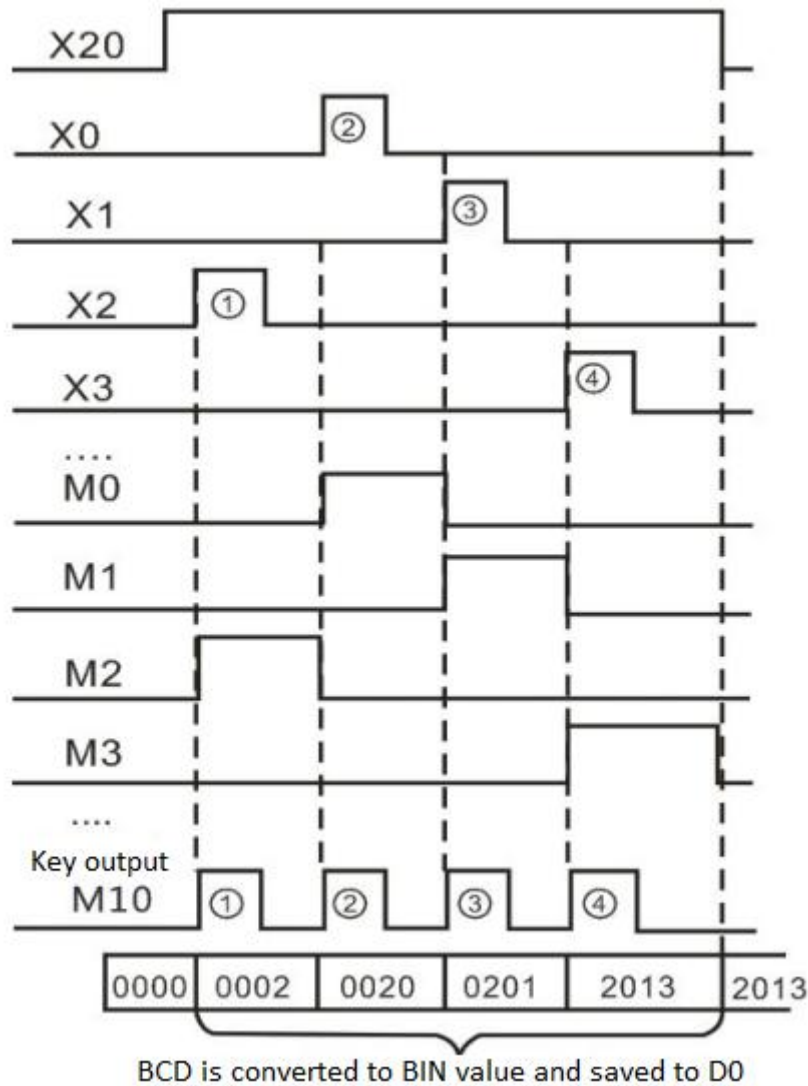 X20
X0 ②
X1 ③
X2 ①
X3 ④
....
M0
M1
M2
M3
....
Key output
M10 ① ② ③ ④
0000 0002 0020 0201 2013 2013
BCD is converted to BIN value and saved to D0